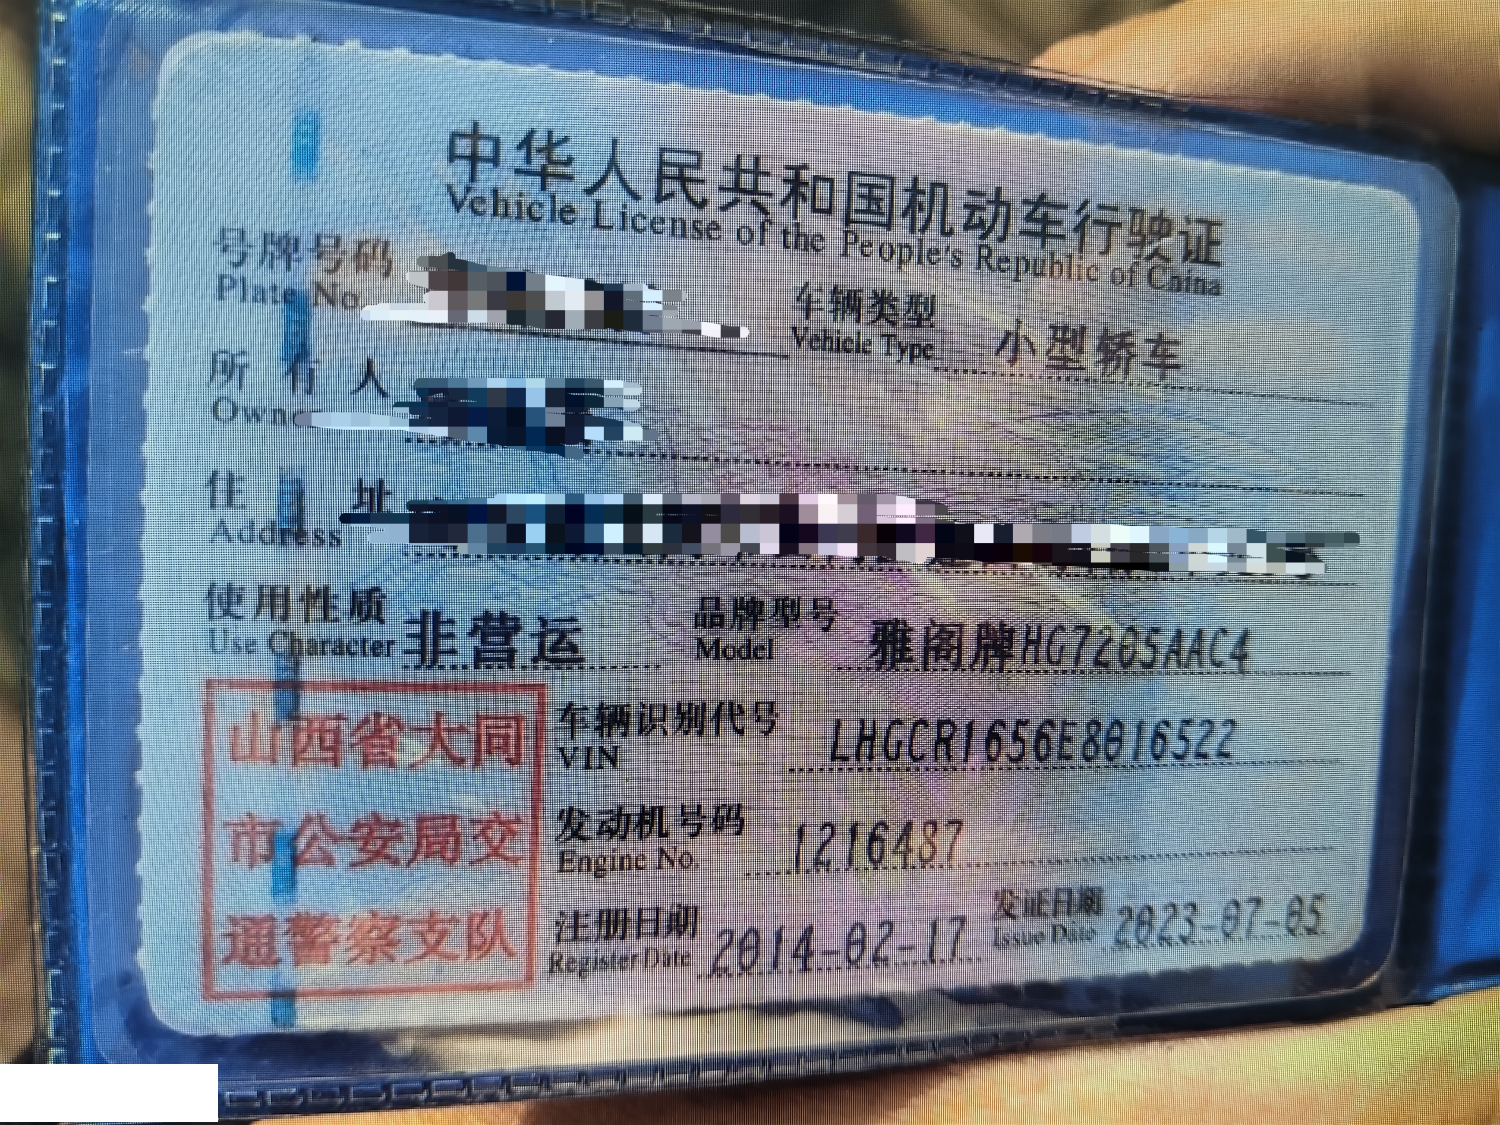 中华人民共和国机动车行驶证
Vehicle License of the People's Republic of China
号牌号码
Plate No.
车辆类型 小型轿车
Vehicle Type
所有人
住址
Address
使用性质 非营运
Use Character
品牌型号 雅阁牌HG7205AAC4
Model
山西省大同
市公安局交
通警察支队
车辆识别代号 LHGCR1656E8016522
VIN
发动机号码 1216487
Engine No.
注册日期 2014-02-17
Register Date
发证日期 2023-07-05
Issue Date